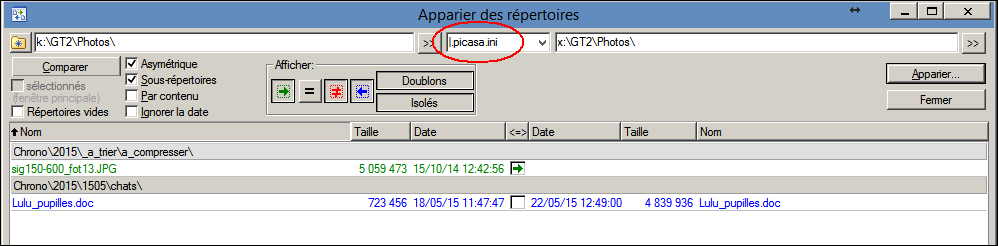 Apparier des répertoires
k:\GT2\Photos\ >> |.picasa.ini x:\GT2\Photos\ >>
Comparer Asymétrique Afficher: Doublons Apparier...
sélectionnés Sous-répertoires
(fenêtre principale) Par contenu = Isolés Fermer
Répertoires vides Ignorer la date
Nom Taille Date <=> Date Taille Nom
Chrono\2015\_a_trier\a_compresser\
sig150-600_fot13.JPG 5 059 473 15/10/14 12:42:56
Chrono\2015\1505\chats\
Lulu_pupilles.doc 723 456 18/05/15 11:47:47 22/05/15 12:49:00 4 839 936 Lulu_pupilles.doc